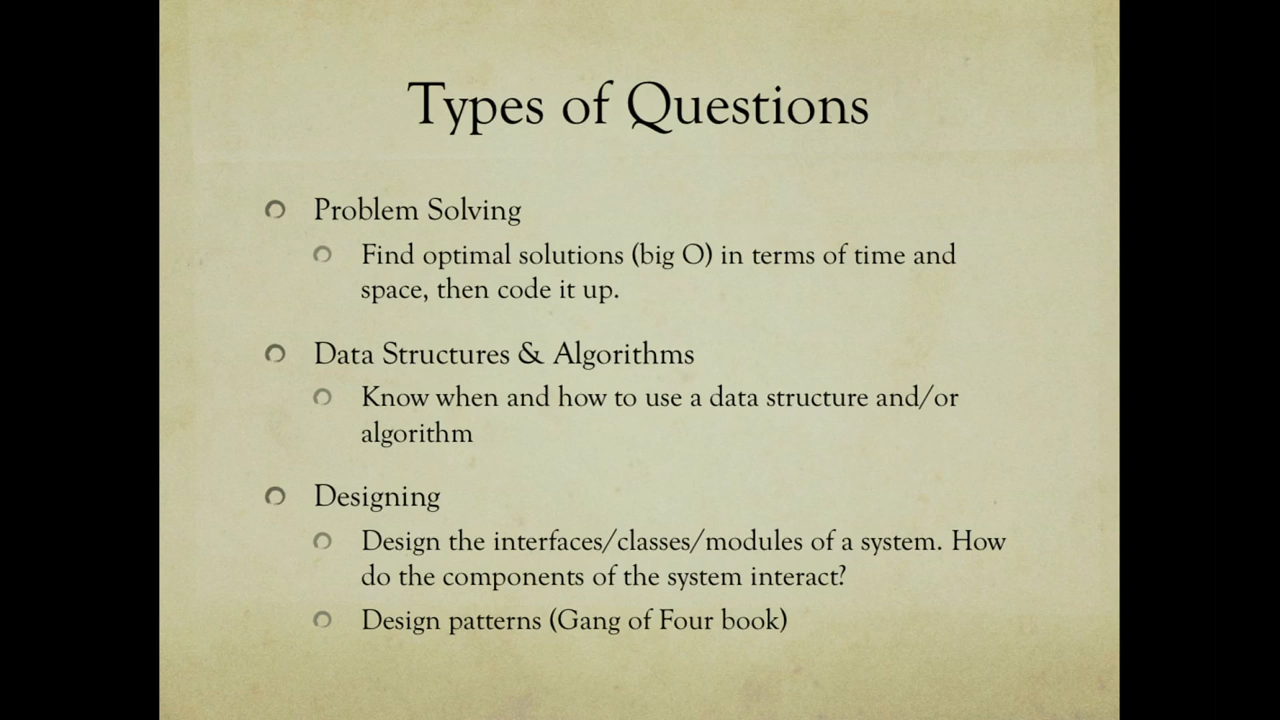 Types of Questions
Problem Solving
Find optimal solutions (big O) in terms of time and
space, then code it up.
Data Structures & Algorithms
Know when and how to use a data structure and/or
algorithm
Designing
Design the interfaces/classes/modules of a system. How
do the components of the system interact?
Design patterns (Gang of Four book)